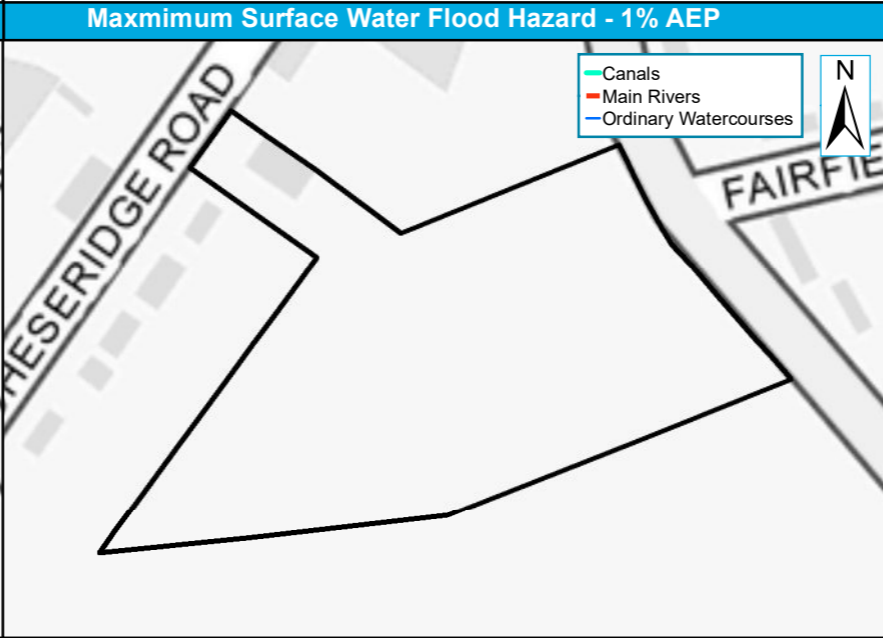 Maxmimum Surface Water Flood Hazard - 1% AEP
Canals
Main Rivers
Ordinary Watercourses
N
HESERIDGE ROAD
FAIRFIE